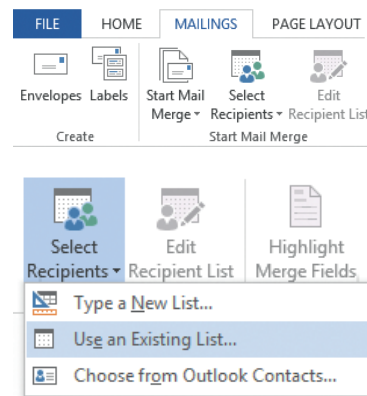 FILE HOME MAILINGS PAGE LAYOUT
Envelopes Labels Start Mail Select Edit
Merge Recipients Recipient List
Create Start Mail Merge
Select Edit Highlight
Recipients Recipient List Merge Fields
Type a New List...
Use an Existing List...
Choose from Outlook Contacts...